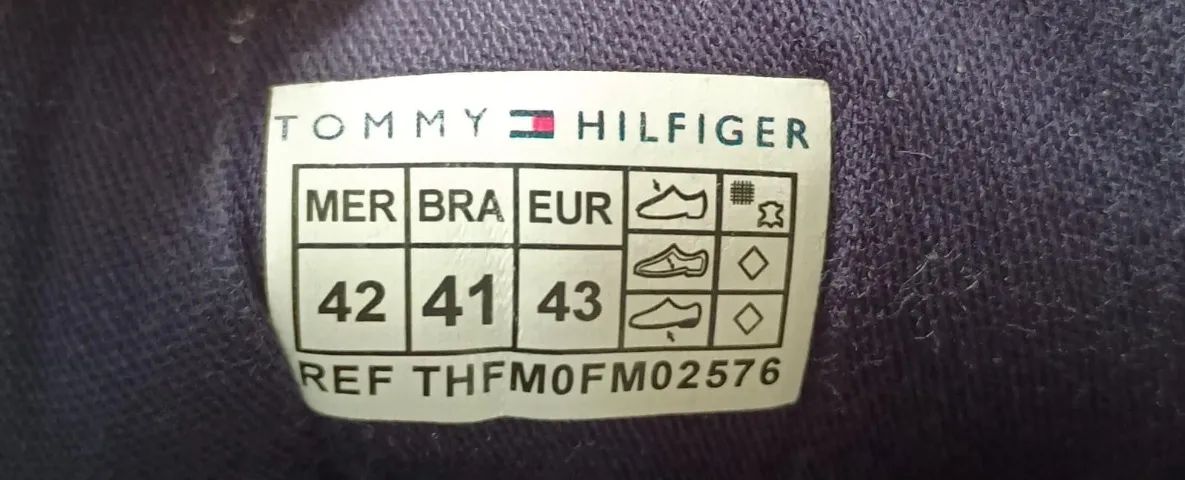 TOMMY HILFIGER
MER BRA EUR
42 41 43
REF THFM0FM02576